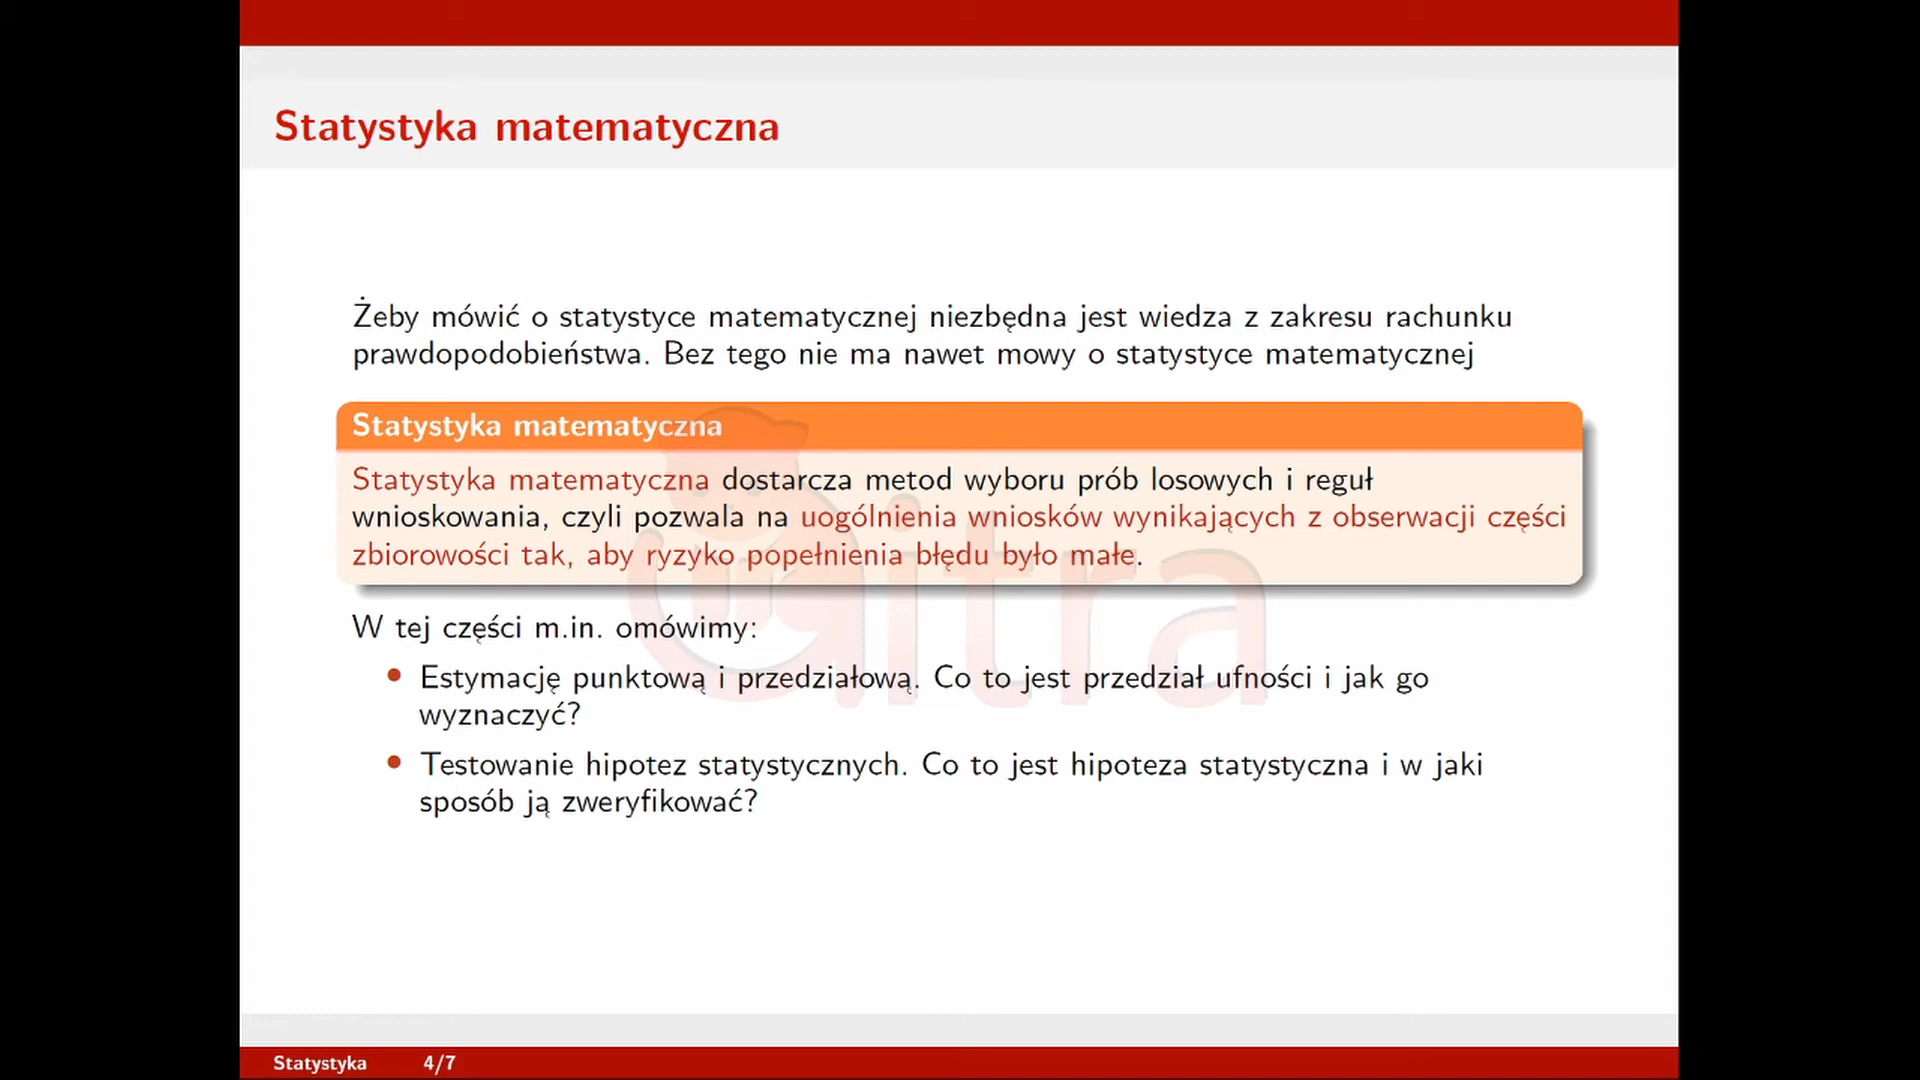 Statystyka matematyczna
Żeby mówić o statystyce matematycznej niezbędna jest wiedza z zakresu rachunku
prawdopodobieństwa. Bez tego nie ma nawet mowy o statystyce matematycznej
Statystyka matematyczna
Statystyka matematyczna dostarcza metod wyboru prób losowych i reguł
wnioskowania, czyli pozwala na uogólnienia wniosków wynikających z obserwacji części
zbiorowości tak, aby ryzyko popełnienia błędu było małe.
W tej części m.in. omówimy:
• Estymację punktową i przedziałową. Co to jest przedział ufności i jak go
wyznaczyć?
• Testowanie hipotez statystycznych. Co to jest hipoteza statystyczna i w jaki
sposób ją zweryfikować?
Statystyka 4/7